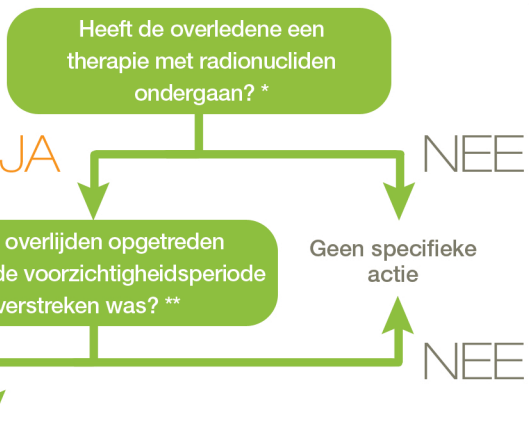 Heeft de overledene een
therapie met radionucliden
ondergaan? *
JA
NEE
overlijden opgetreden
de voorzichtigheidsperiode
verstreken was? **
Geen specifieke
actie
NEE